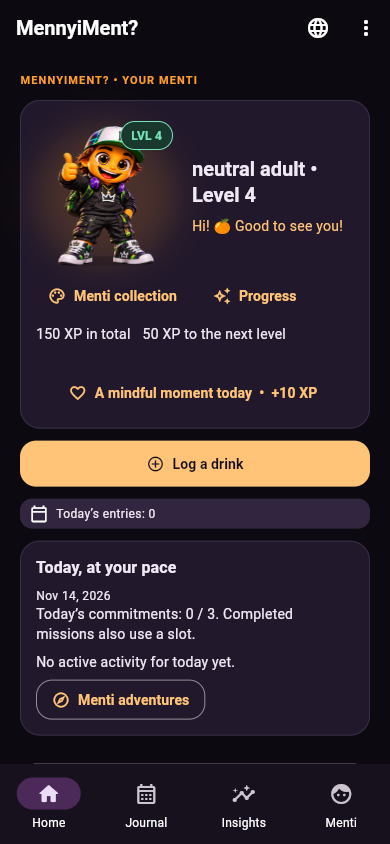 MennyiMent?
MENNYIMENT? • YOUR MENTI
LVL 4
neutral adult •
Level 4
Hi! 🍊 Good to see you!
Menti collection
Progress
150 XP in total
50 XP to the next level
A mindful moment today • +10 XP
Log a drink
Today's entries: 0
Today, at your pace
Nov 14, 2026
Today's commitments: 0 / 3. Completed
missions also use a slot.
No active activity for today yet.
Menti adventures
Home
Journal
Insights
Menti